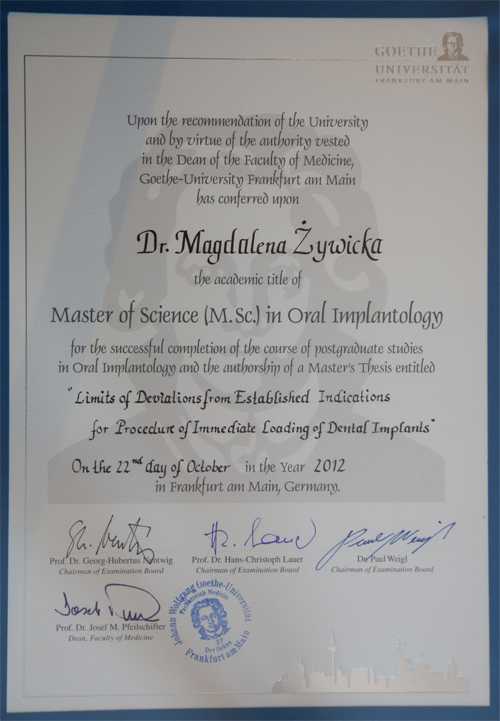 GOETHE
UNIVERSITÄT
FRANKFURT AM MAIN
Upon the recommendation of the University
and by virtue of the authority vested
in the Dean of the Faculty of Medicine,
Goethe-University Frankfurt am Main
has conferred upon
Dr. Magdalena Żywicka
the academic title of
Master of Science (M.Sc.) in Oral Implantology
for the successful completion of the course of postgraduate studies
in Oral Implantology and the authorship of a Master's Thesis entitled
"Limits of Deviations from Established Indications
for Procedure of Immediate Loading of Dental Implants"
On the 22nd day of October in the Year 2012
in Frankfurt am Main, Germany.
Prof. Dr. Georg-Hubertus Nentwig
Chairman of Examination Board
Prof. Dr. Hans-Christoph Lauer
Chairman of Examination Board
Dr. Paul Weigl
Chairman of Examination Board
Prof. Dr. Josef M. Pfeilschifter
Dean, Faculty of Medicine
Johann Wolfgang Goethe-Universität
Fachbereich Medizin
27
Der Dekan
Frankfurt am Main